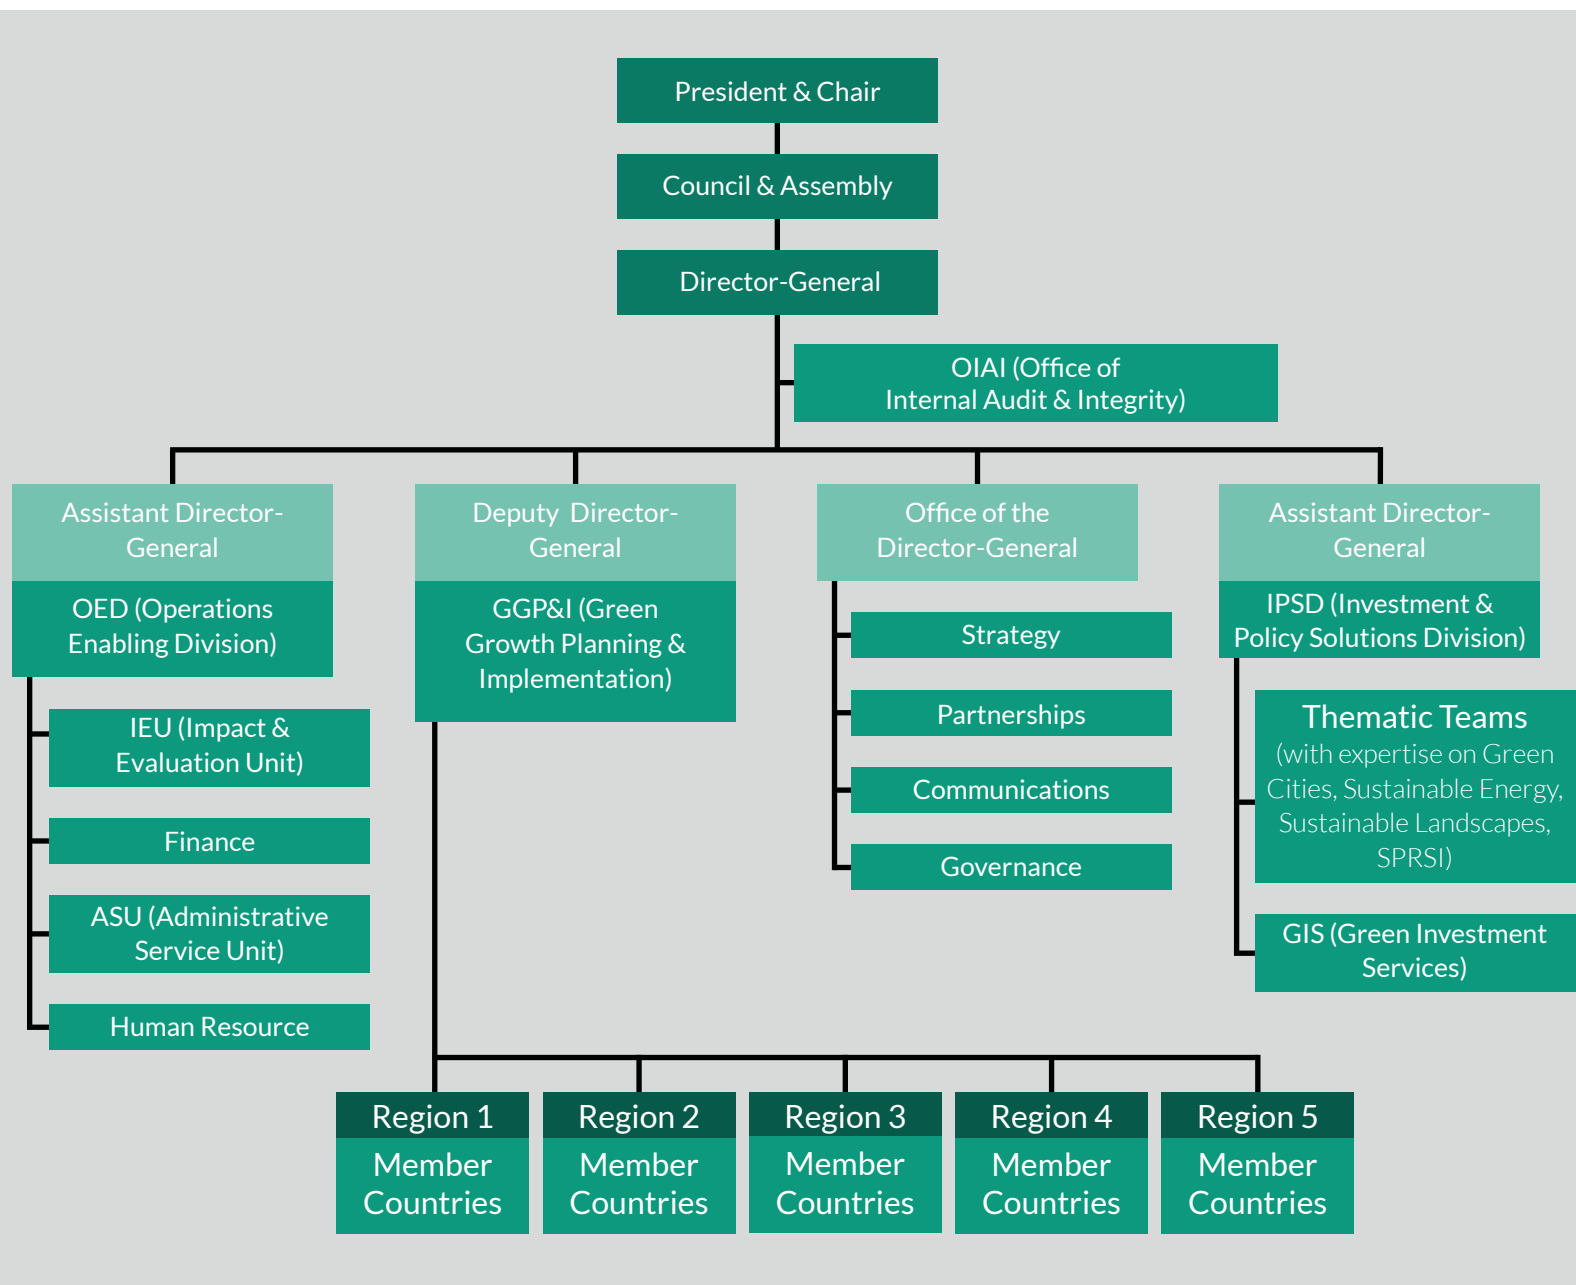 President & Chair
Council & Assembly
Director-General
OIAI (Office of
Internal Audit & Integrity)
Assistant Director-
General
OED (Operations
Enabling Division)
IEU (Impact &
Evaluation Unit)
Finance
ASU (Administrative
Service Unit)
Human Resource
Deputy Director-
General
GGP&I (Green
Growth Planning &
Implementation)
Office of the
Director-General
Strategy
Partnerships
Communications
Governance
Assistant Director-
General
IPSD (Investment &
Policy Solutions Division)
Thematic Teams
(with expertise on Green
Cities, Sustainable Energy,
Sustainable Landscapes,
SPRSI)
GIS (Green Investment
Services)
Region 1
Member
Countries
Region 2
Member
Countries
Region 3
Member
Countries
Region 4
Member
Countries
Region 5
Member
Countries